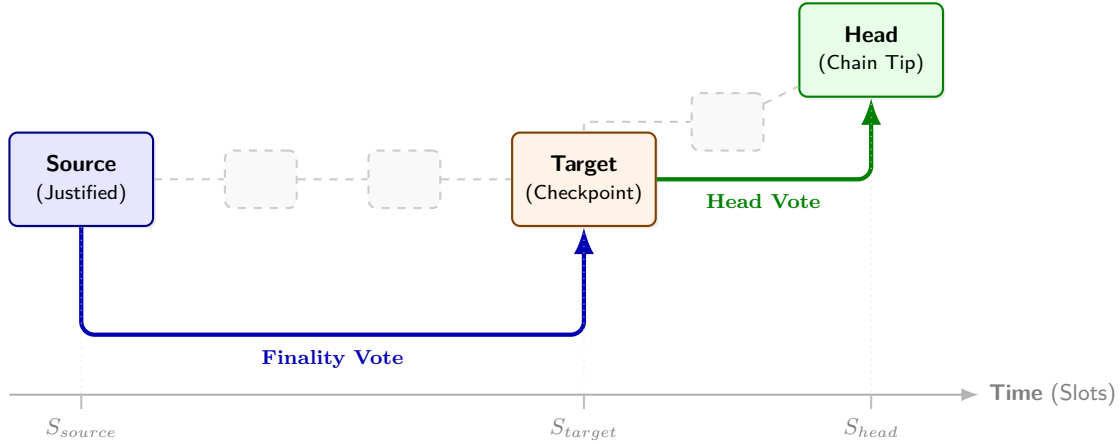 Head
(Chain Tip)
Source
(Justified)
Target
(Checkpoint)
Head Vote
Finality Vote
Time (Slots)
S_source
S_target
S_head